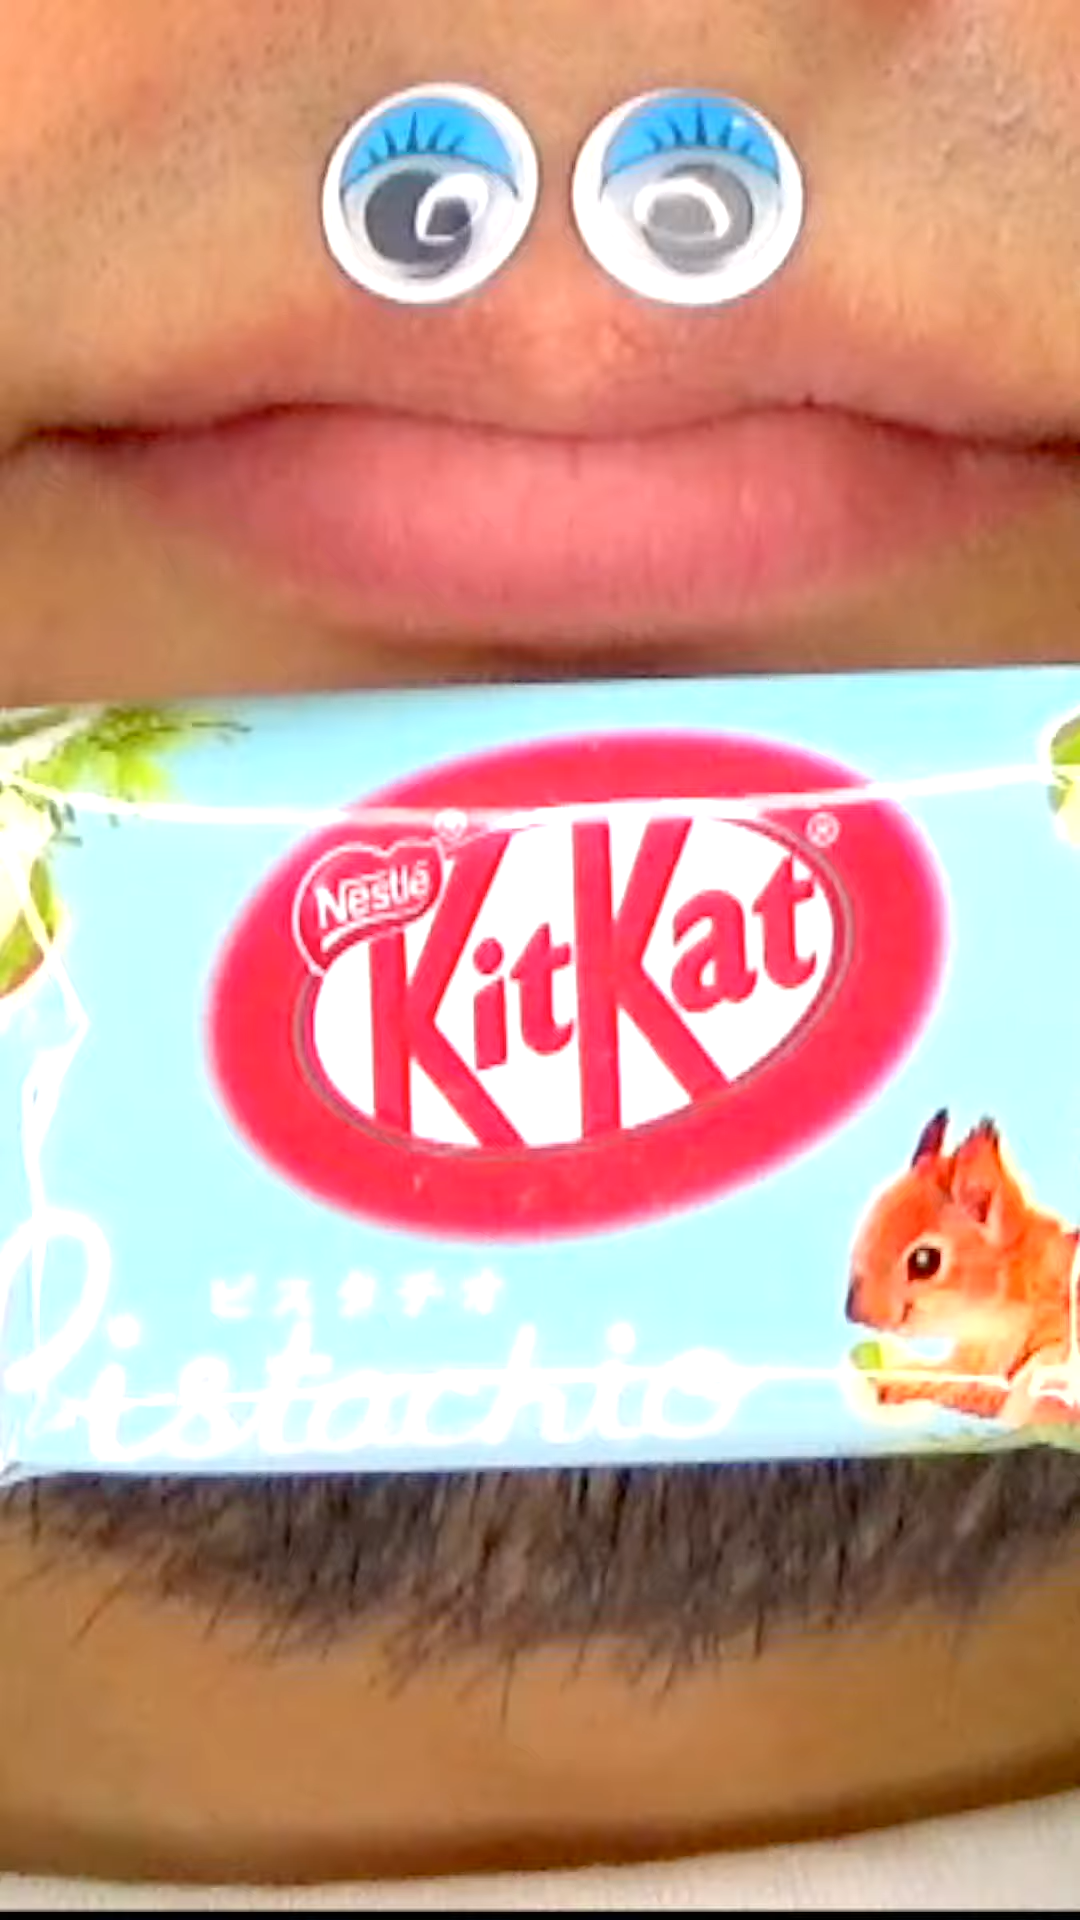 Nestlé
KitKat
ピスタチオ
Pistachio